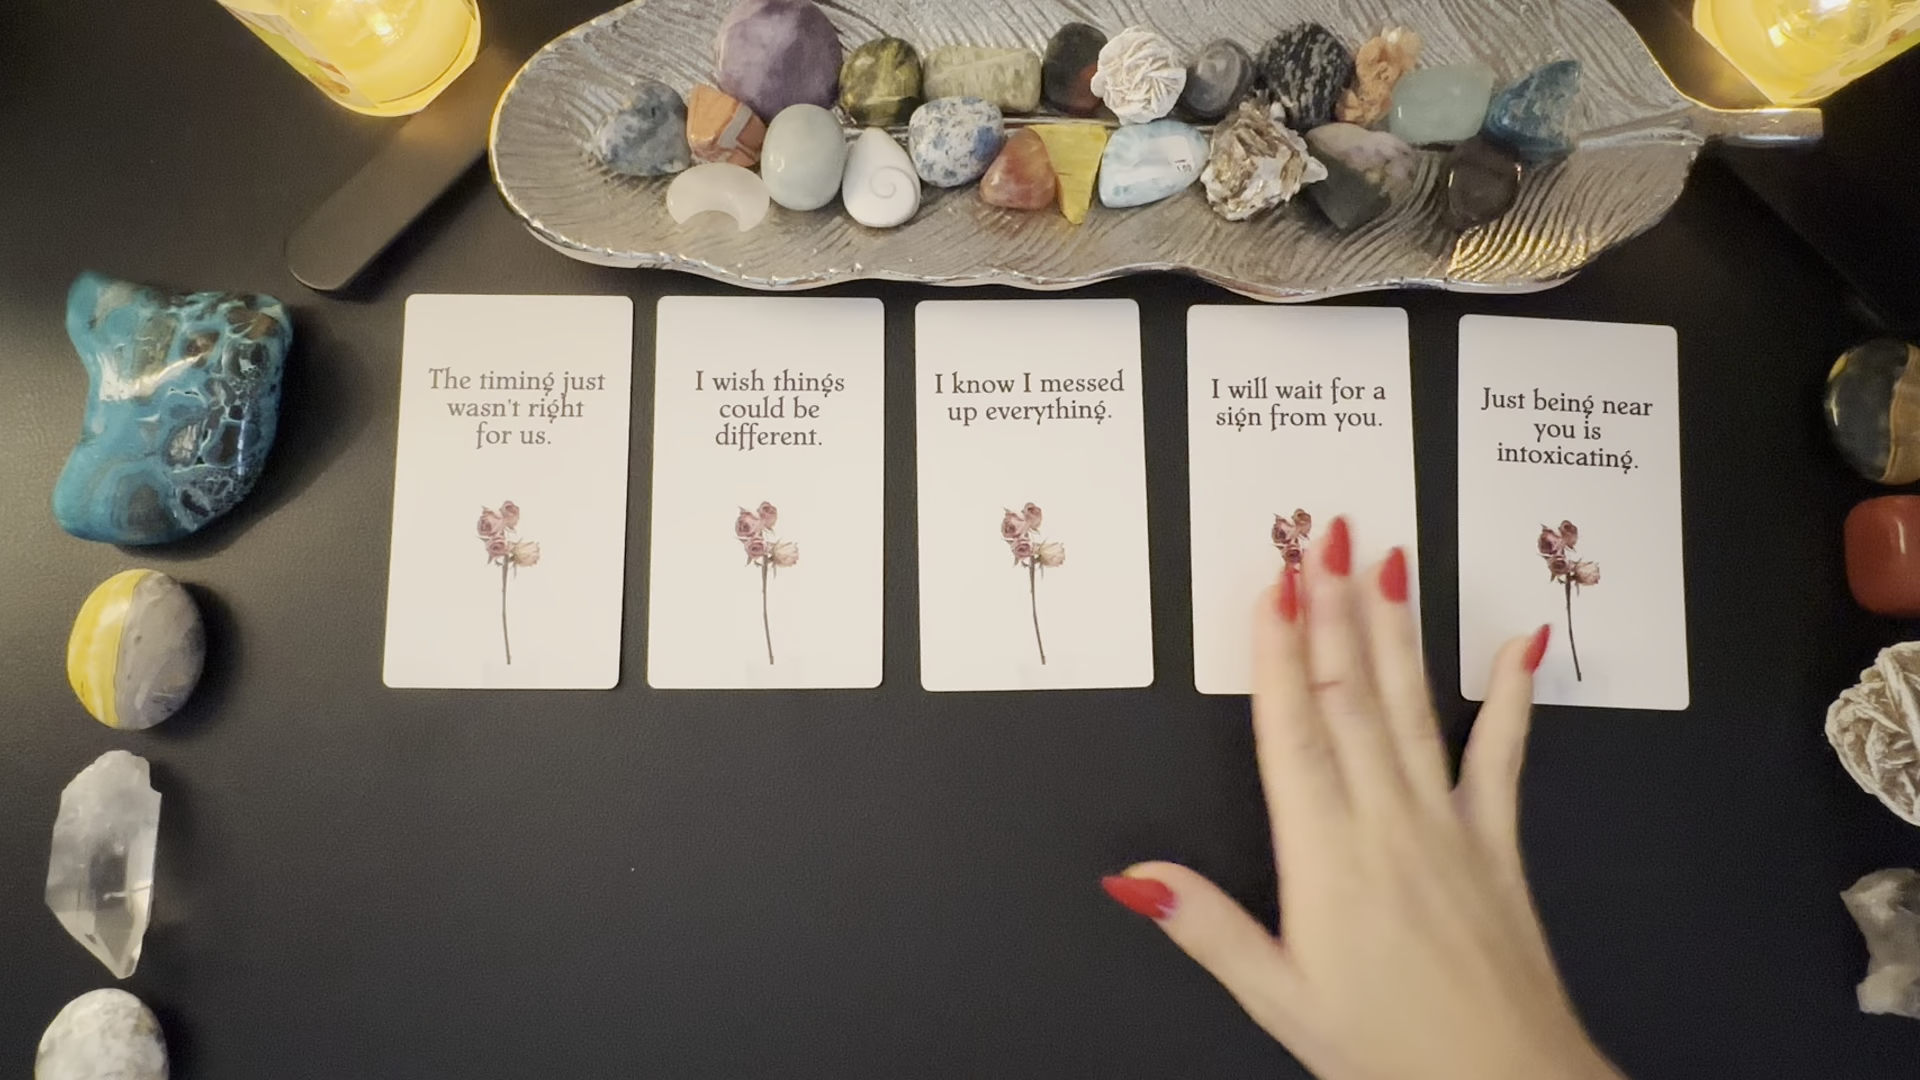 The timing just
wasn't right
for us.
I wish things
could be
different.
I know I messed
up everything.
I will wait for a
sign from you.
Just being near
you is
intoxicating.